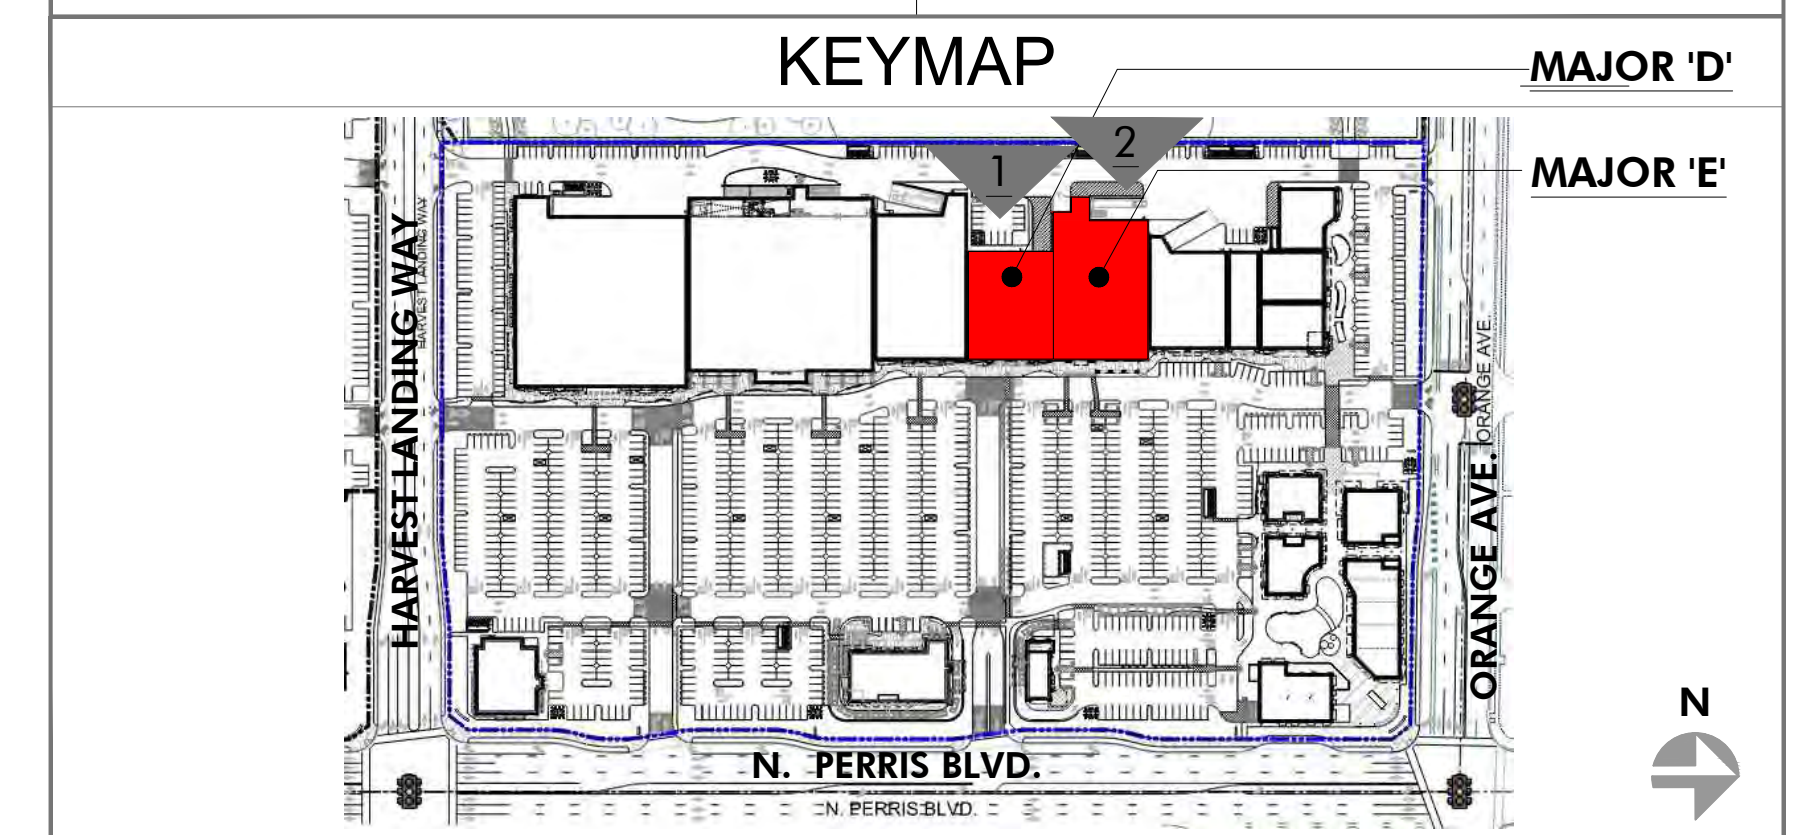 KEYMAP
MAJOR 'D'
MAJOR 'E'
1
2
HARVEST LANDING WAY
HARVEST LANDING WAY
ORANGE AVE.
ORANGE AVE.
N. PERRIS BLVD.
N. PERRIS BLVD.
N